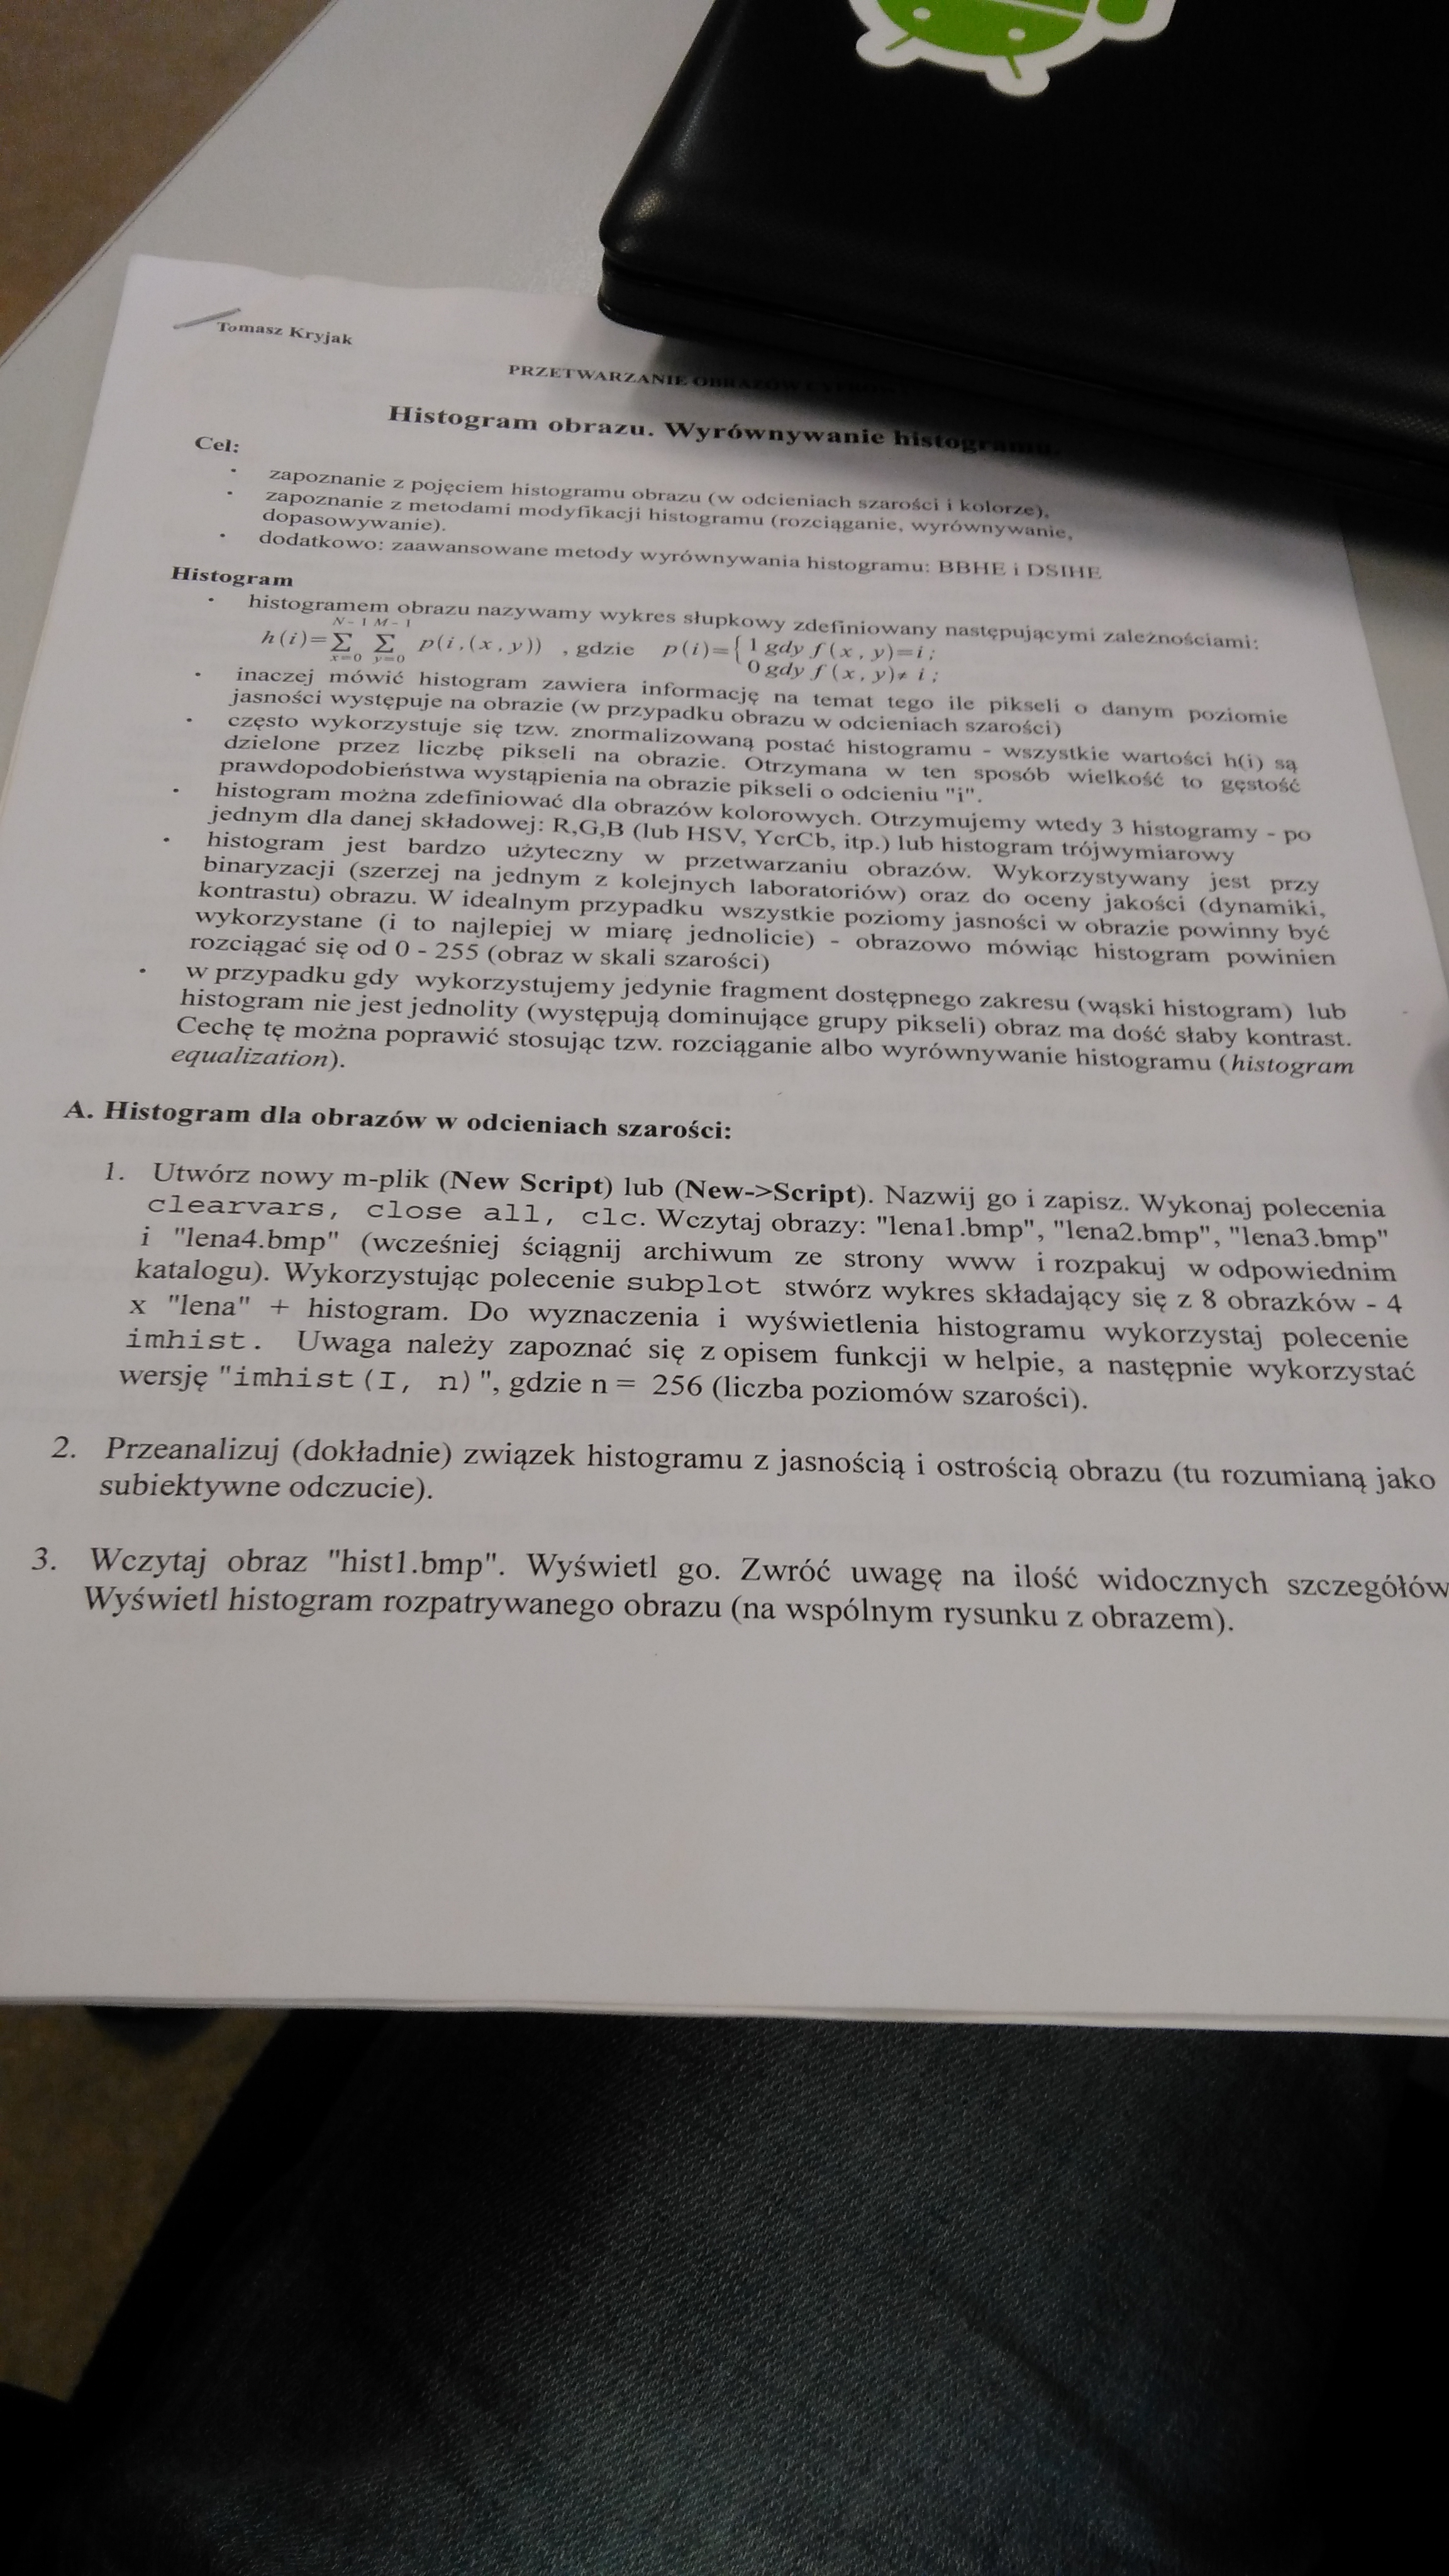 Tomasz Kryjak
PRZETWARZANIE OBRAZÓW
Histogram obrazu. Wyrównywanie histogramu.
Cel:
• zapoznanie z pojęciem histogramu obrazu (w odcieniach szarości i kolorze),
• zapoznanie z metodami modyfikacji histogramu (rozciąganie, wyrównywanie,
dopasowywanie).
• dodatkowo: zaawansowane metody wyrównywania histogramu: BBHE i DSIHE
Histogram
• histogramem obrazu nazywamy wykres słupkowy zdefiniowany następującymi zależnościami:
N-1 M-1
h(i)=∑ ∑ p(i,(x,y)) , gdzie p(i)={ 1 gdy f(x,y)=i;
x=0 y=0 0 gdy f(x,y)≠ i;
• inaczej mówić histogram zawiera informację na temat tego ile pikseli o danym poziomie
jasności występuje na obrazie (w przypadku obrazu w odcieniach szarości)
• często wykorzystuje się tzw. znormalizowaną postać histogramu - wszystkie wartości h(i) są
dzielone przez liczbę pikseli na obrazie. Otrzymana w ten sposób wielkość to gęstość
prawdopodobieństwa wystąpienia na obrazie pikseli o odcieniu "i".
• histogram można zdefiniować dla obrazów kolorowych. Otrzymujemy wtedy 3 histogramy - po
jednym dla danej składowej: R,G,B (lub HSV, YcrCb, itp.) lub histogram trójwymiarowy
• histogram jest bardzo użyteczny w przetwarzaniu obrazów. Wykorzystywany jest przy
binaryzacji (szerzej na jednym z kolejnych laboratoriów) oraz do oceny jakości (dynamiki,
kontrastu) obrazu. W idealnym przypadku wszystkie poziomy jasności w obrazie powinny być
wykorzystane (i to najlepiej w miarę jednolicie) - obrazowo mówiąc histogram powinien
rozciągać się od 0 - 255 (obraz w skali szarości)
• w przypadku gdy wykorzystujemy jedynie fragment dostępnego zakresu (wąski histogram) lub
histogram nie jest jednolity (występują dominujące grupy pikseli) obraz ma dość słaby kontrast.
Cechę tę można poprawić stosując tzw. rozciąganie albo wyrównywanie histogramu (histogram
equalization).
A. Histogram dla obrazów w odcieniach szarości:
1. Utwórz nowy m-plik (New Script) lub (New->Script). Nazwij go i zapisz. Wykonaj polecenia
clearvars, close all, clc. Wczytaj obrazy: "lena1.bmp", "lena2.bmp", "lena3.bmp"
i "lena4.bmp" (wcześniej ściągnij archiwum ze strony www i rozpakuj w odpowiednim
katalogu). Wykorzystując polecenie subplot stwórz wykres składający się z 8 obrazków - 4
x "lena" + histogram. Do wyznaczenia i wyświetlenia histogramu wykorzystaj polecenie
imhist. Uwaga należy zapoznać się z opisem funkcji w helpie, a następnie wykorzystać
wersję "imhist(I, n)", gdzie n = 256 (liczba poziomów szarości).
2. Przeanalizuj (dokładnie) związek histogramu z jasnością i ostrością obrazu (tu rozumianą jako
subiektywne odczucie).
3. Wczytaj obraz "hist1.bmp". Wyświetl go. Zwróć uwagę na ilość widocznych szczegółów
Wyświetl histogram rozpatrywanego obrazu (na wspólnym rysunku z obrazem).